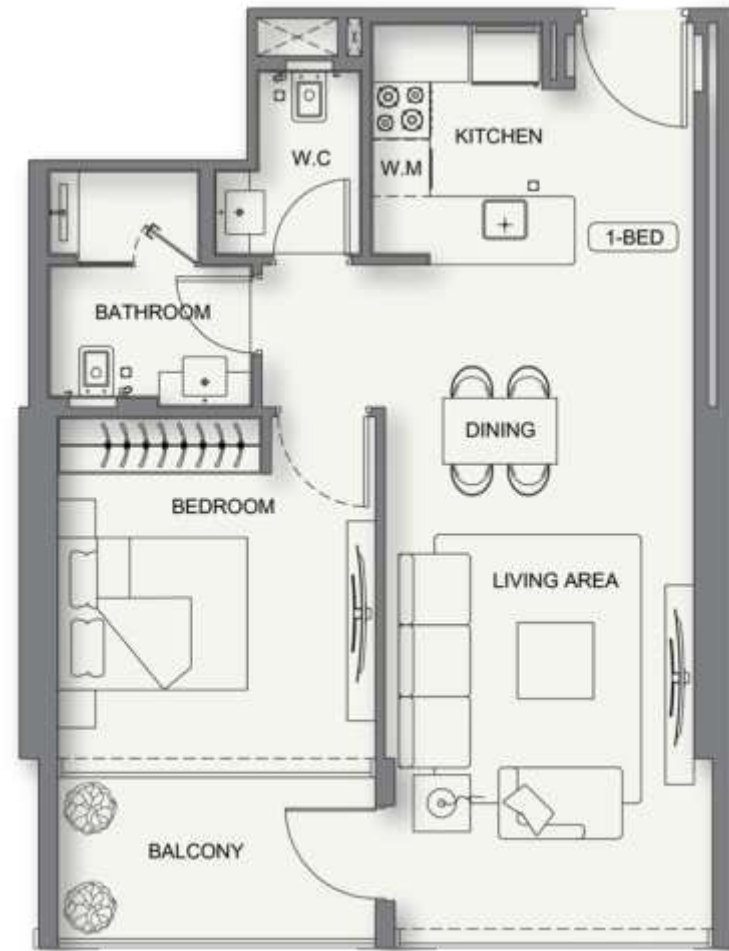 KITCHEN
W.C
W.M
1-BED
BATHROOM
DINING
BEDROOM
LIVING AREA
BALCONY